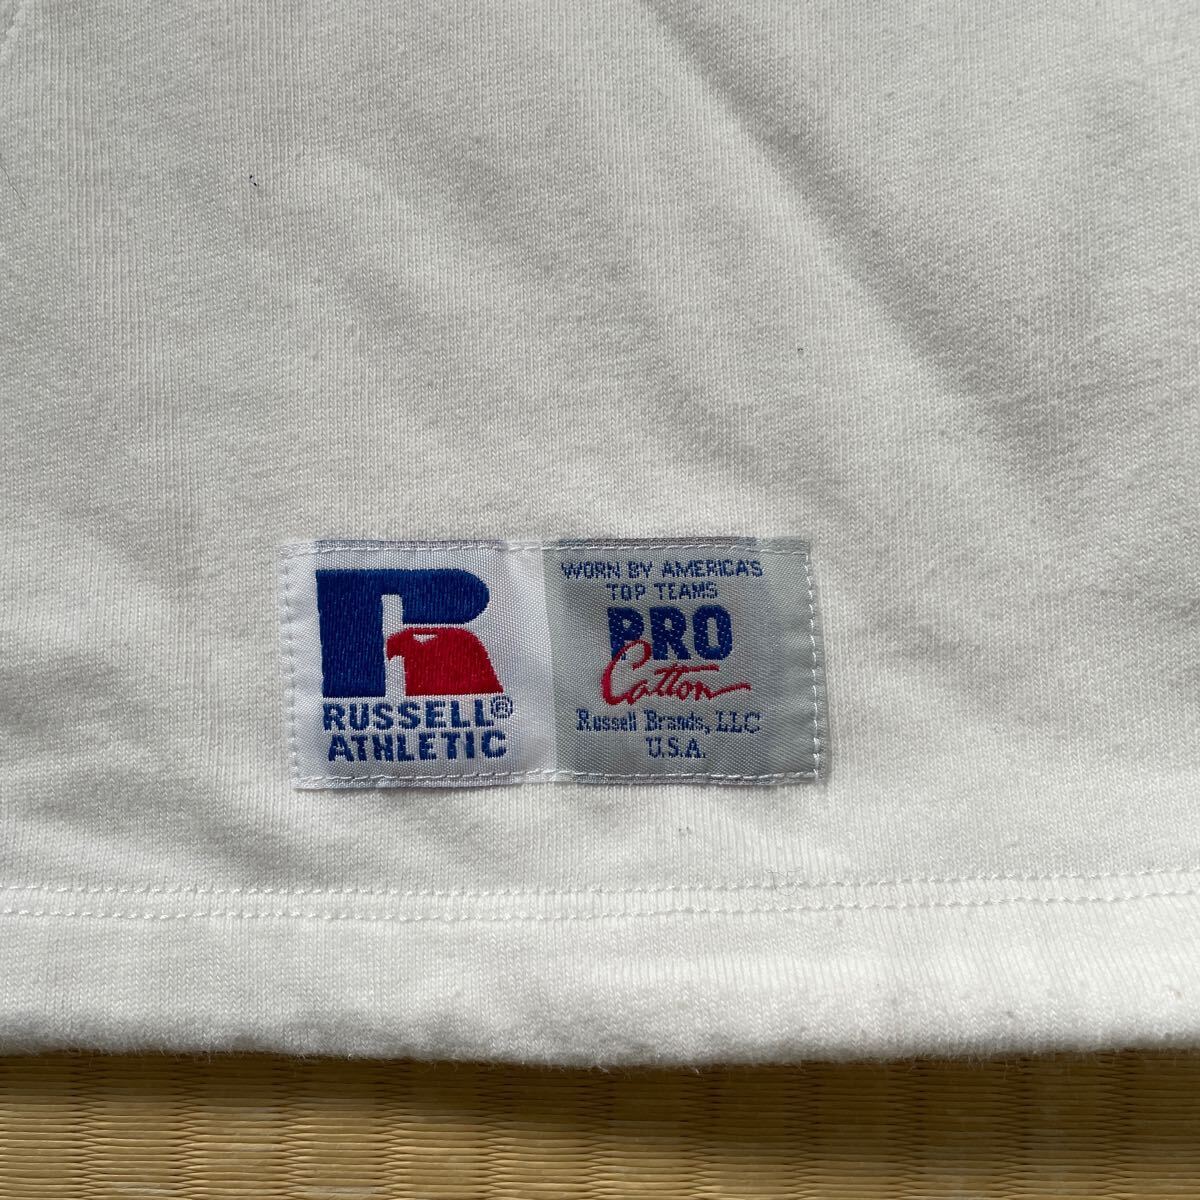 R
RUSSELL®
ATHLETIC
WORN BY AMERICA'S
TOP TEAMS
PRO
Cotton
Russell Brands, LLC
U.S.A.